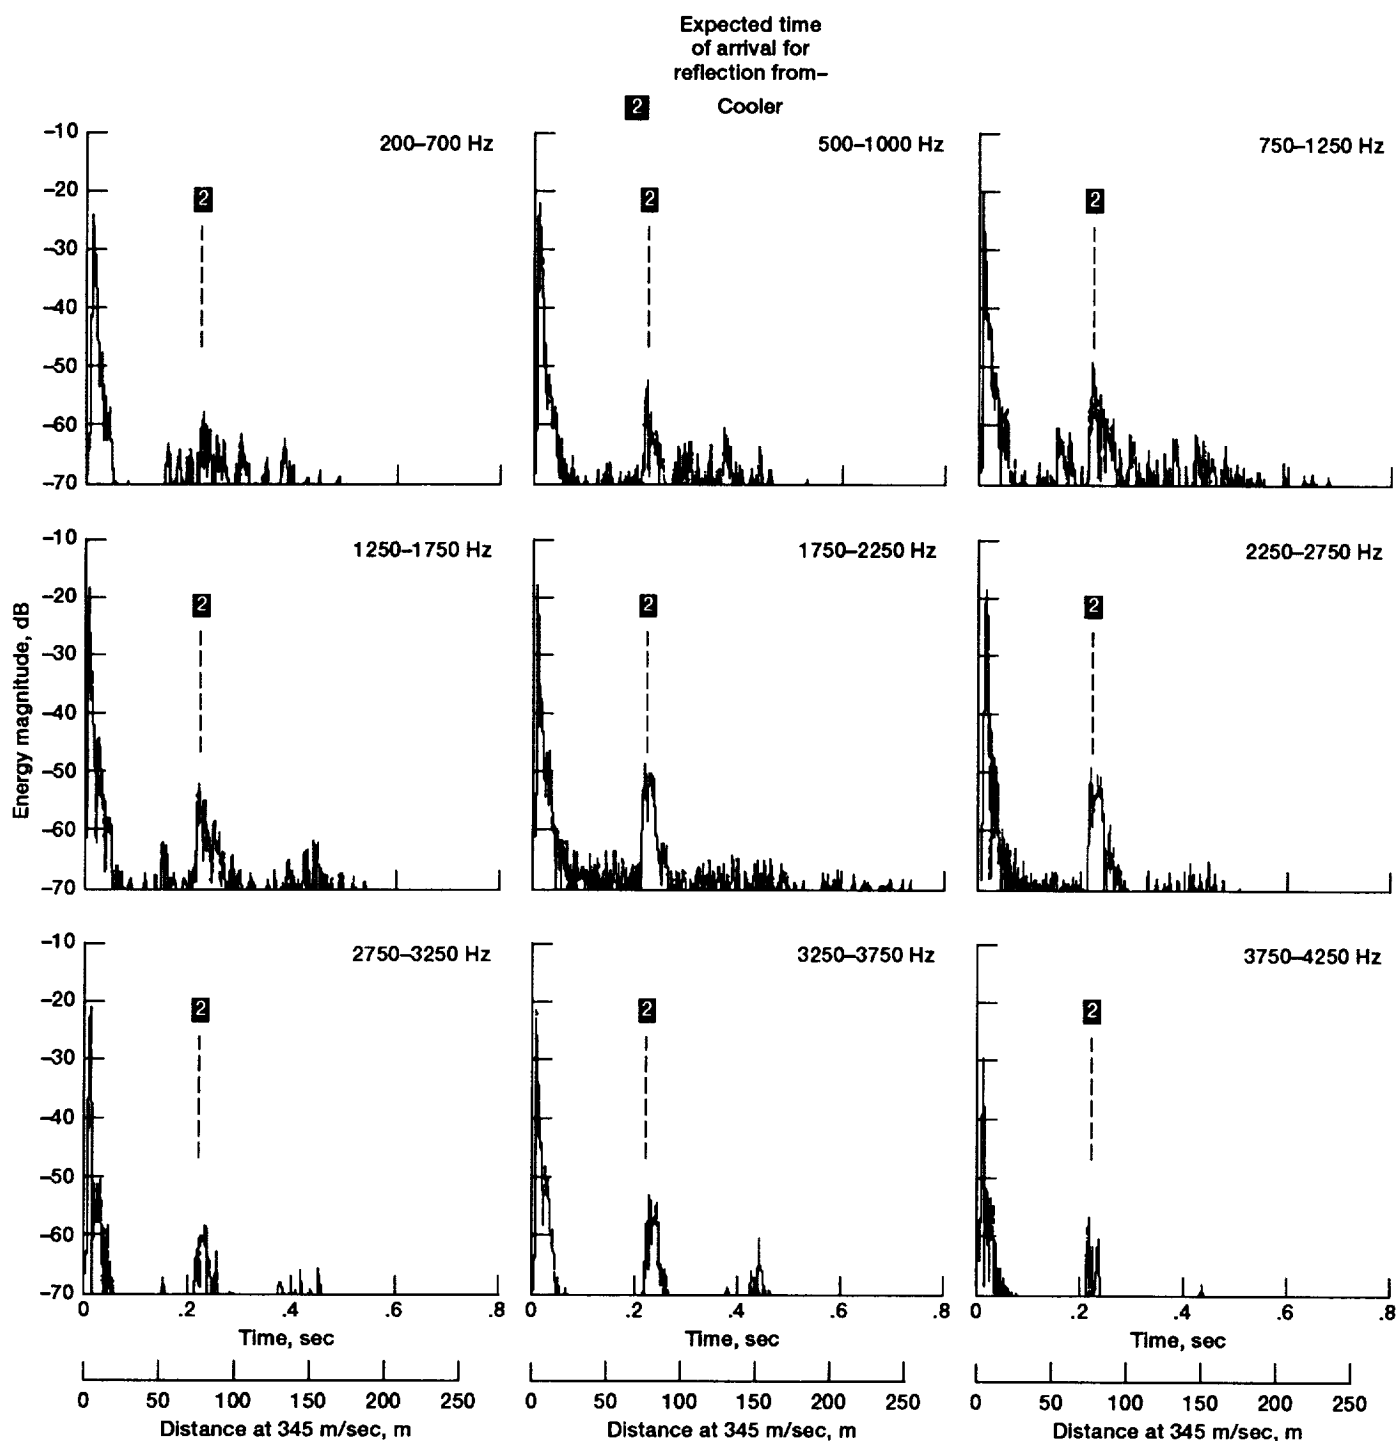 Expected time
of arrival for
reflection from–
2 Cooler
200–700 Hz 500–1000 Hz 750–1250 Hz
–10
–20
–30
–40
–50
–60
–70
2 2 2
1250–1750 Hz 1750–2250 Hz 2250–2750 Hz
Energy magnitude, dB
–10
–20
–30
–40
–50
–60
–70
2 2 2
2750–3250 Hz 3250–3750 Hz 3750–4250 Hz
–10
–20
–30
–40
–50
–60
–70
2 2 2
0 .2 .4 .6 .8 0 .2 .4 .6 .8 0 .2 .4 .6 .8
Time, sec Time, sec Time, sec
0 50 100 150 200 250 0 50 100 150 200 250 0 50 100 150 200 250
Distance at 345 m/sec, m Distance at 345 m/sec, m Distance at 345 m/sec, m